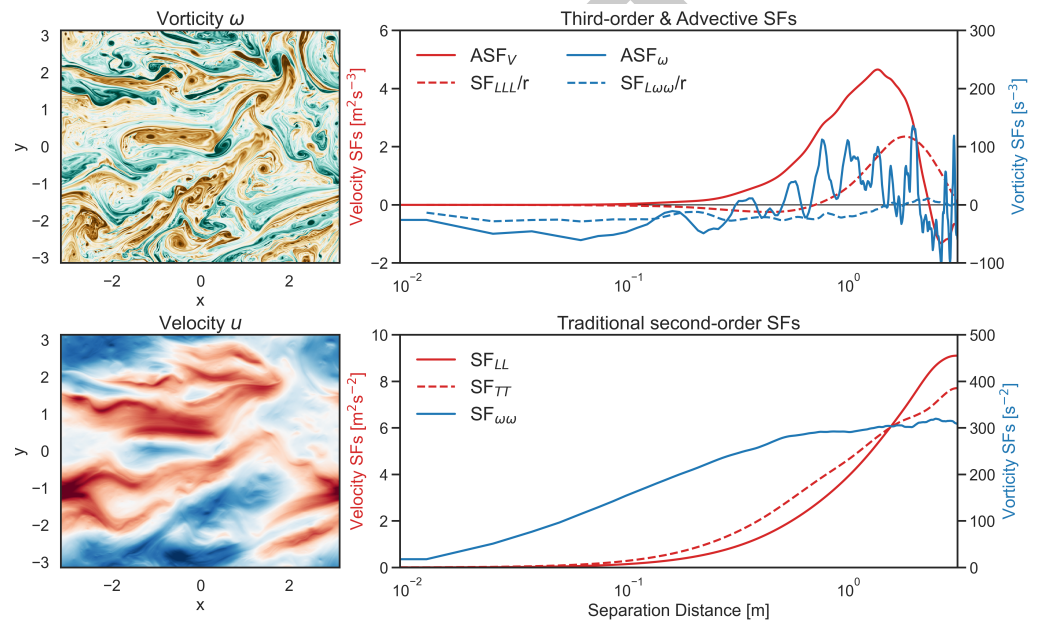 Vorticity ω
3
2
1
0
−1
−2
−3
y
−2
0
2
x
Third-order & Advective SFs
6
4
2
0
−2
Velocity SFs [m²s⁻³]
ASF_V
SF_LLL/r
ASF_ω
SF_Lωω/r
300
200
100
0
−100
Vorticity SFs [s⁻³]
10⁻²
10⁻¹
10⁰
Velocity u
3
2
1
0
−1
−2
−3
y
−2
0
2
x
Traditional second-order SFs
10
8
6
4
2
0
Velocity SFs [m²s⁻²]
SF_LL
SF_TT
SF_ωω
500
400
300
200
100
0
Vorticity SFs [s⁻²]
10⁻²
10⁻¹
10⁰
Separation Distance [m]